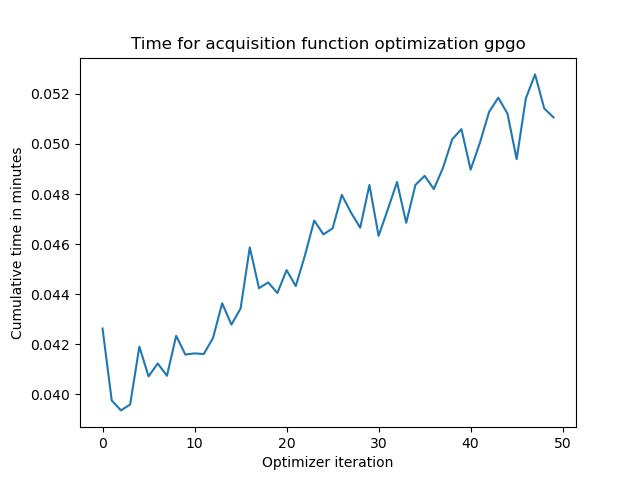 Time for acquisition function optimization gpgo
Cumulative time in minutes
0.052
0.050
0.048
0.046
0.044
0.042
0.040
0 10 20 30 40 50
Optimizer iteration